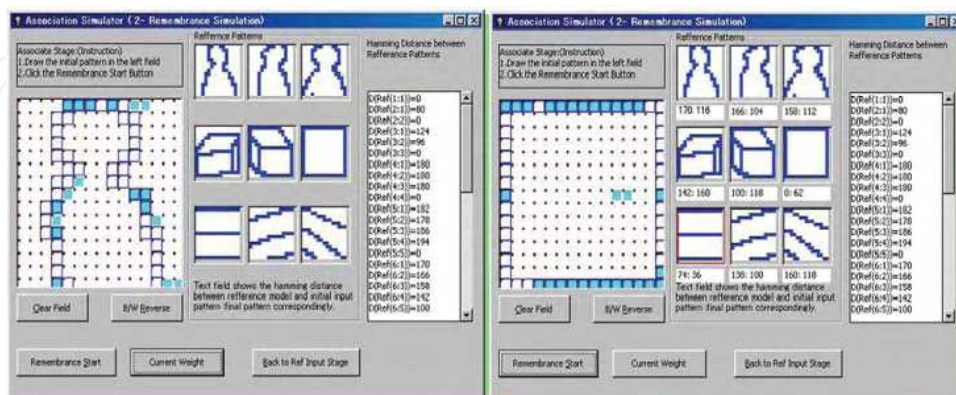 Association Simulator (2- Remembrance Simulation)
Associate Stage:(Instruction)
1.Draw the initial pattern in the left field
2.Click the Remembrance Start Button
Refference Patterns
Hamming Distance between
Refference Patterns
D(Ref(1:1))=0
D(Ref(2:1))=80
D(Ref(2:2))=0
D(Ref(3:1))=124
D(Ref(3:2))=96
D(Ref(3:3))=0
D(Ref(4:1))=180
D(Ref(4:2))=180
D(Ref(4:3))=180
D(Ref(4:4))=0
D(Ref(5:1))=182
D(Ref(5:2))=178
D(Ref(5:3))=186
D(Ref(5:4))=194
D(Ref(5:5))=0
D(Ref(6:1))=170
D(Ref(6:2))=166
D(Ref(6:3))=158
D(Ref(6:4))=142
D(Ref(6:5))=100
Text field shows the hamming distance
between refference model and initial input
pattern :final pattern correspondingly.
Clear Field
B/W Reverse
Remembrance Start
Current Weight
Back to Ref Input Stage
Association Simulator (2- Remembrance Simulation)
Associate Stage:(Instruction)
1.Draw the initial pattern in the left field
2.Click the Remembrance Start Button
Refference Patterns
170: 116
166: 104
158: 112
142: 160
100: 118
0: 62
74: 36
138: 100
160: 118
Hamming Distance between
Refference Patterns
D(Ref(1:1))=0
D(Ref(2:1))=80
D(Ref(2:2))=0
D(Ref(3:1))=124
D(Ref(3:2))=96
D(Ref(3:3))=0
D(Ref(4:1))=180
D(Ref(4:2))=180
D(Ref(4:3))=180
D(Ref(4:4))=0
D(Ref(5:1))=182
D(Ref(5:2))=178
D(Ref(5:3))=186
D(Ref(5:4))=194
D(Ref(5:5))=0
D(Ref(6:1))=170
D(Ref(6:2))=166
D(Ref(6:3))=158
D(Ref(6:4))=142
D(Ref(6:5))=100
Text field shows the hamming distance
between refference model and initial input
pattern :final pattern correspondingly.
Clear Field
B/W Reverse
Remembrance Start
Current Weight
Back to Ref Input Stage